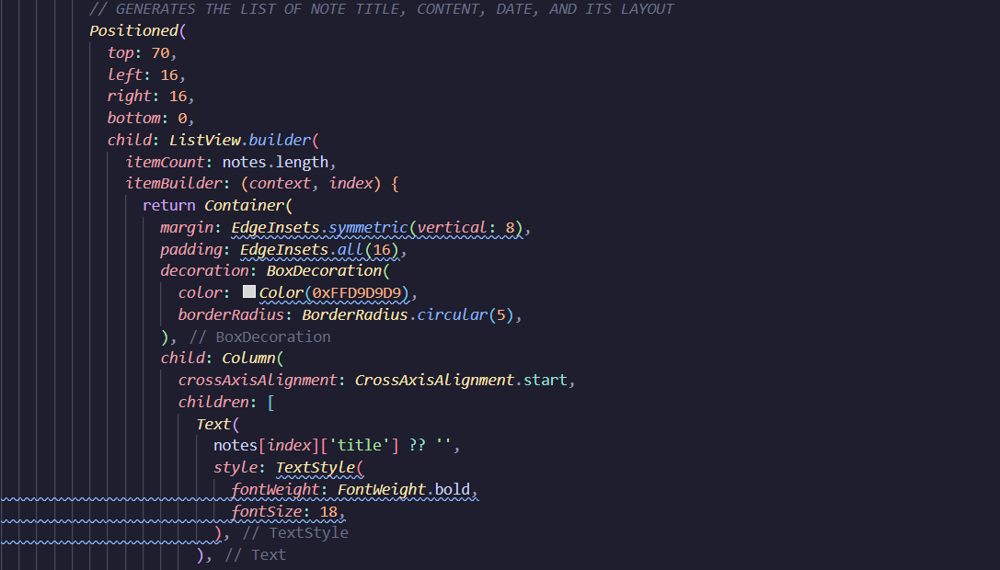 // GENERATES THE LIST OF NOTE TITLE, CONTENT, DATE, AND ITS LAYOUT
Positioned(
  top: 70,
  left: 16,
  right: 16,
  bottom: 0,
  child: ListView.builder(
    itemCount: notes.length,
    itemBuilder: (context, index) {
      return Container(
        margin: EdgeInsets.symmetric(vertical: 8),
        padding: EdgeInsets.all(16),
        decoration: BoxDecoration(
          color: Color(0xFFD9D9D9),
          borderRadius: BorderRadius.circular(5),
        ), // BoxDecoration
        child: Column(
          crossAxisAlignment: CrossAxisAlignment.start,
          children: [
            Text(
              notes[index]['title'] ?? '',
              style: TextStyle(
                fontWeight: FontWeight.bold,
                fontSize: 18,
              ), // TextStyle
            ), // Text